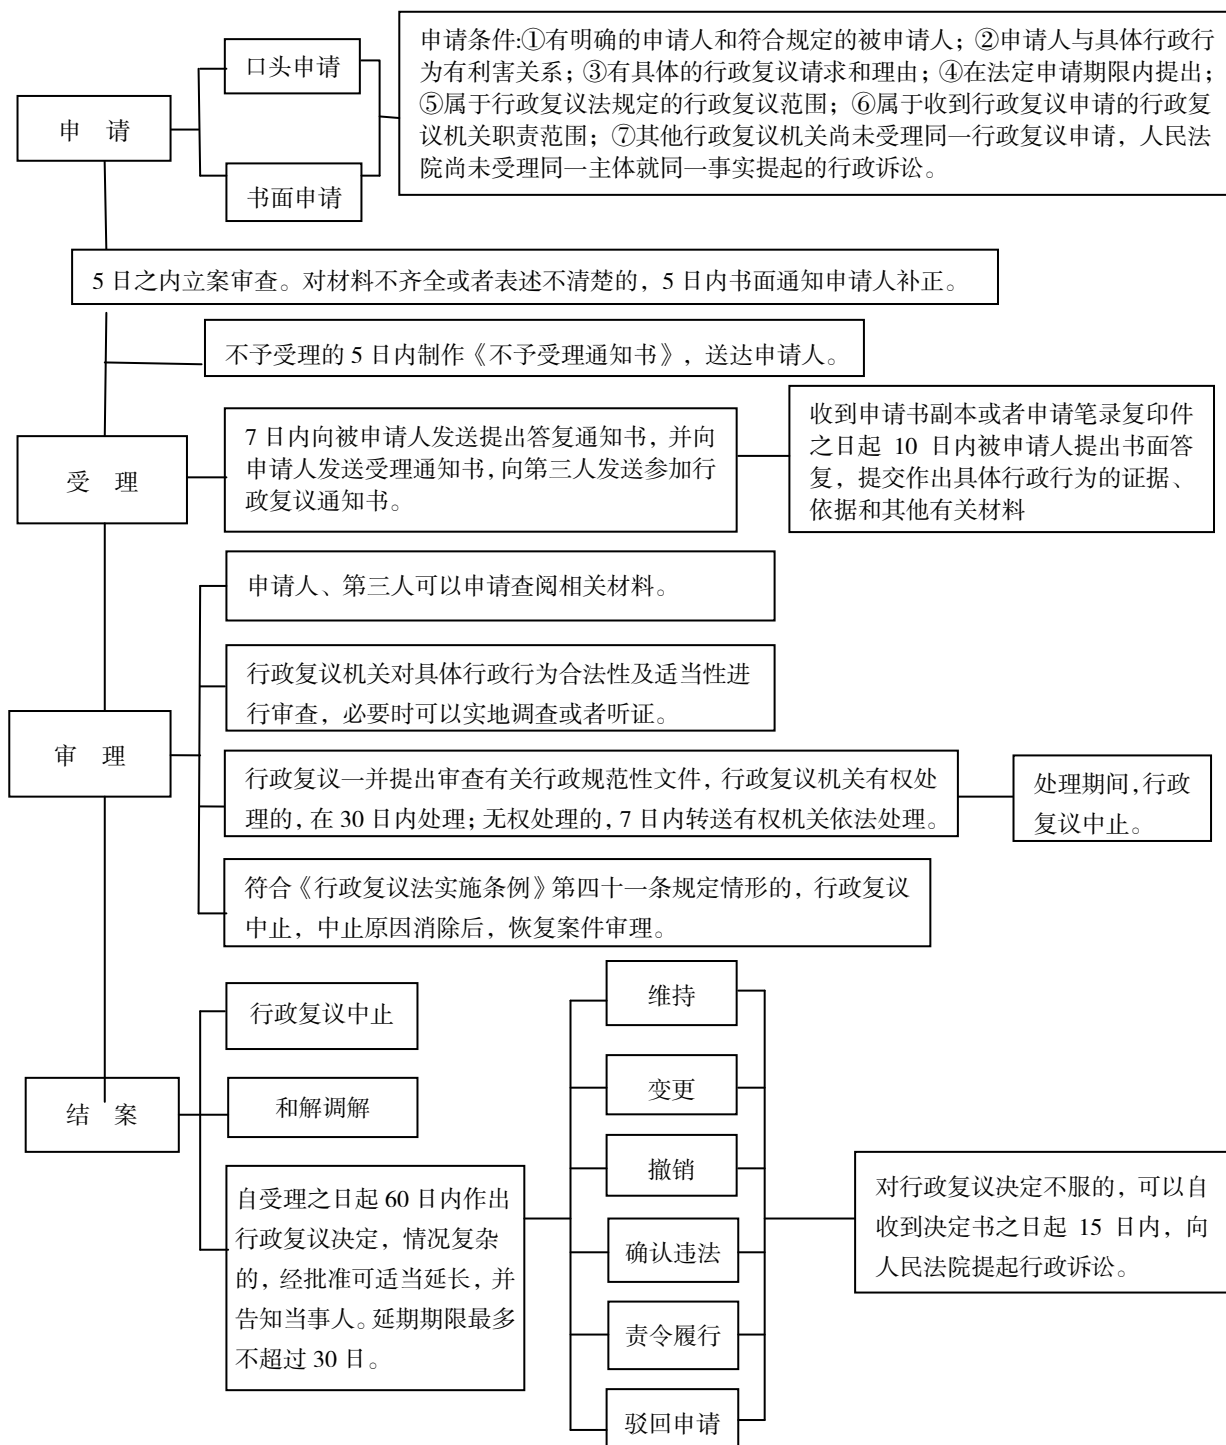 申请
口头申请
书面申请
申请条件:①有明确的申请人和符合规定的被申请人；②申请人与具体行政行
为有利害关系；③有具体的行政复议请求和理由；④在法定申请期限内提出；
⑤属于行政复议法规定的行政复议范围；⑥属于收到行政复议申请的行政复
议机关职责范围；⑦其他行政复议机关尚未受理同一行政复议申请，人民法
院尚未受理同一主体就同一事实提起的行政诉讼。
5 日之内立案审查。对材料不齐全或者表述不清楚的，5 日内书面通知申请人补正。
不予受理的 5 日内制作《不予受理通知书》，送达申请人。
受理
7 日内向被申请人发送提出答复通知书，并向
申请人发送受理通知书，向第三人发送参加行
政复议通知书。
收到申请书副本或者申请笔录复印件
之日起 10 日内被申请人提出书面答
复，提交作出具体行政行为的证据、
依据和其他有关材料
审理
申请人、第三人可以申请查阅相关材料。
行政复议机关对具体行政行为合法性及适当性进
行审查，必要时可以实地调查或者听证。
行政复议一并提出审查有关行政规范性文件，行政复议机关有权处
理的，在 30 日内处理；无权处理的，7 日内转送有权机关依法处理。
处理期间，行政
复议中止。
符合《行政复议法实施条例》第四十一条规定情形的，行政复议
中止，中止原因消除后，恢复案件审理。
结案
行政复议中止
和解调解
自受理之日起 60 日内作出
行政复议决定，情况复杂
的，经批准可适当延长，并
告知当事人。延期期限最多
不超过 30 日。
维持
变更
撤销
确认违法
责令履行
驳回申请
对行政复议决定不服的，可以自
收到决定书之日起 15 日内，向
人民法院提起行政诉讼。